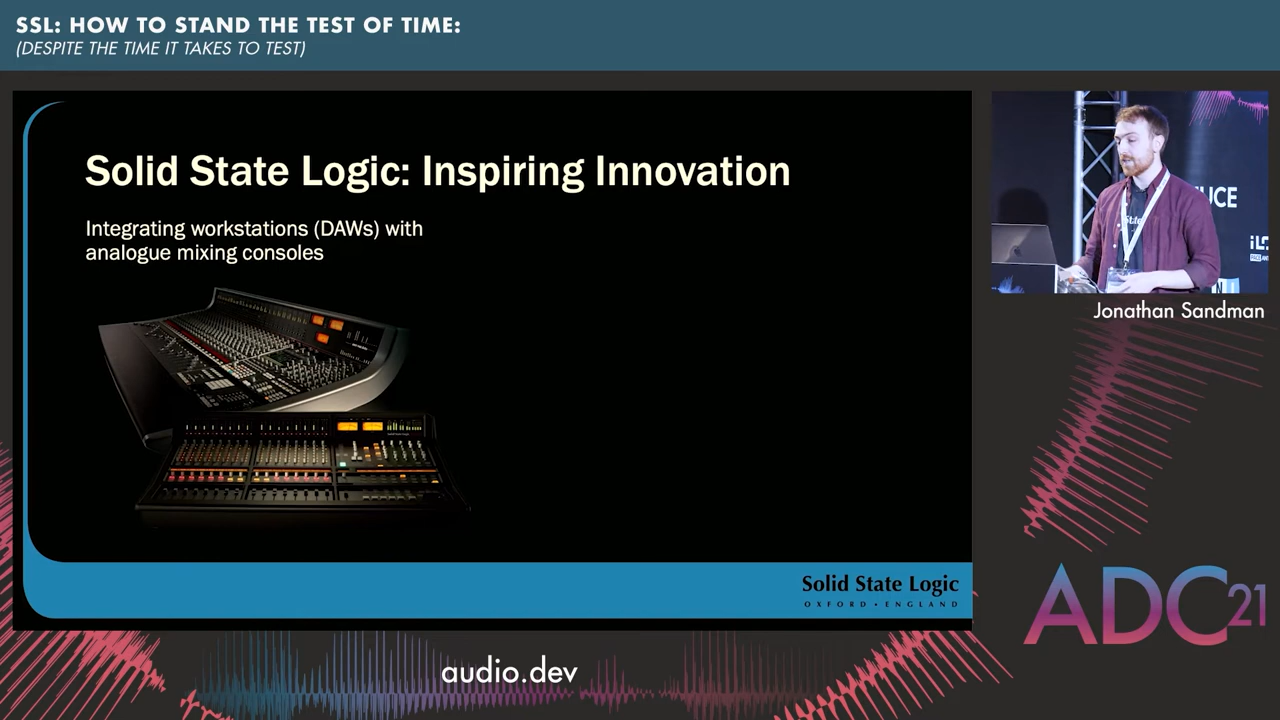 SSL: HOW TO STAND THE TEST OF TIME:
(DESPITE THE TIME IT TAKES TO TEST)
Solid State Logic: Inspiring Innovation
Integrating workstations (DAWs) with
analogue mixing consoles
Solid State Logic
OXFORD • ENGLAND
Jonathan Sandman
ADC21
audio.dev